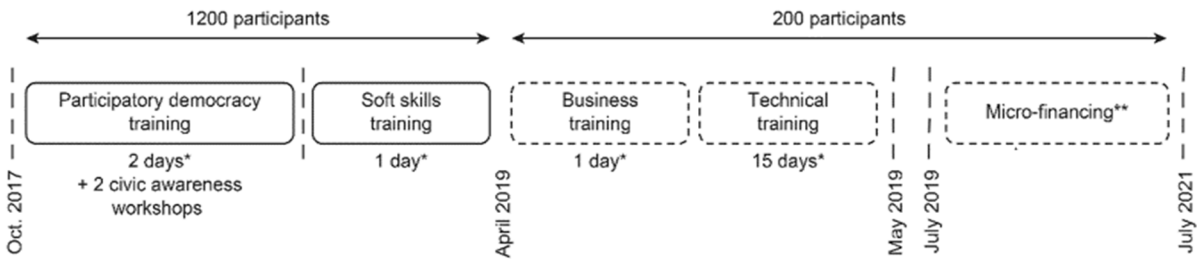 1200 participants
200 participants
Participatory democracy
training
Soft skills
training
Business
training
Technical
training
Micro-financing**
2 days*
+ 2 civic awareness
workshops
1 day*
1 day*
15 days*
Oct. 2017
April 2019
May 2019
July 2019
July 2021